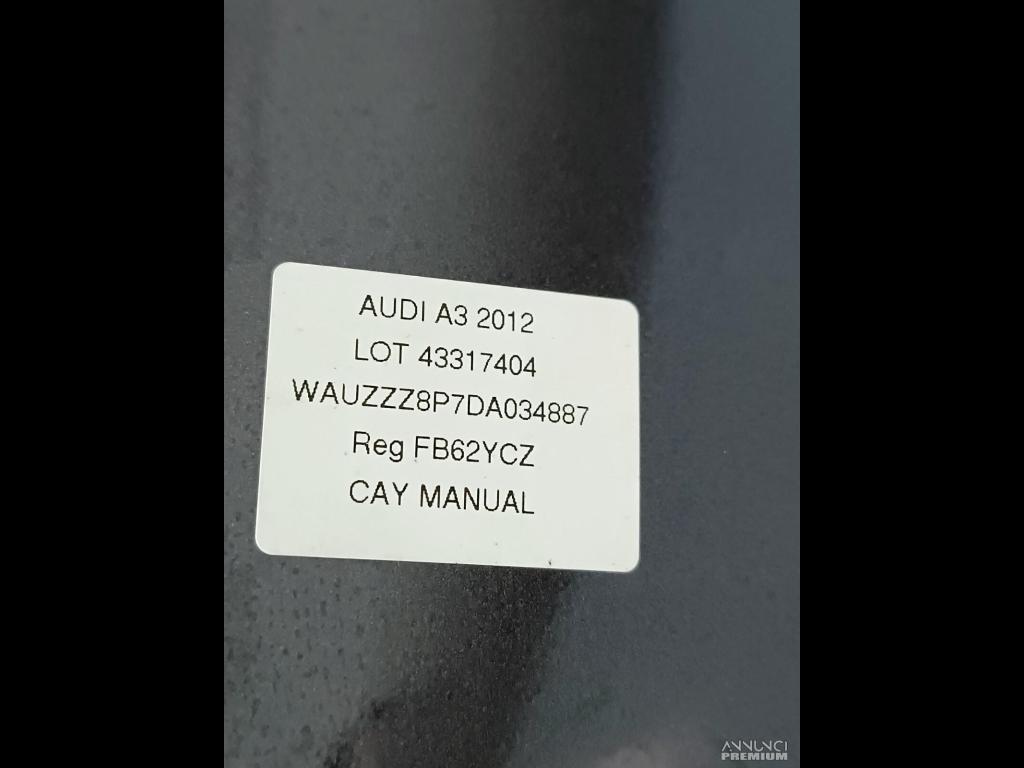 AUDI A3 2012
LOT 43317404
WAUZZZ8P7DA034887
Reg FB62YCZ
CAY MANUAL
ANNUNCI
PREMIUM